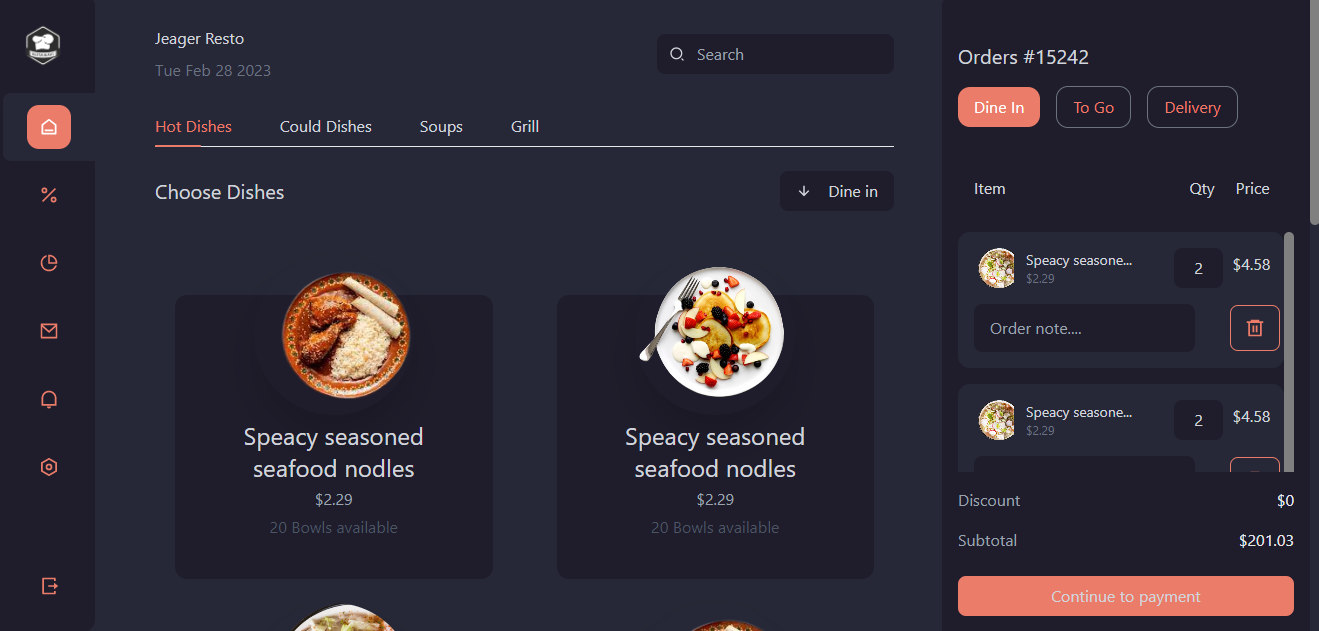 Jeager Resto
Tue Feb 28 2023
Search
Hot Dishes Could Dishes Soups Grill
Choose Dishes
Dine in
Speacy seasoned
seafood nodles
$2.29
20 Bowls available
Speacy seasoned
seafood nodles
$2.29
20 Bowls available
Orders #15242
Dine In To Go Delivery
Item Qty Price
Speacy seasone... 2 $4.58
$2.29
Order note....
Speacy seasone... 2 $4.58
$2.29
Discount $0
Subtotal $201.03
Continue to payment